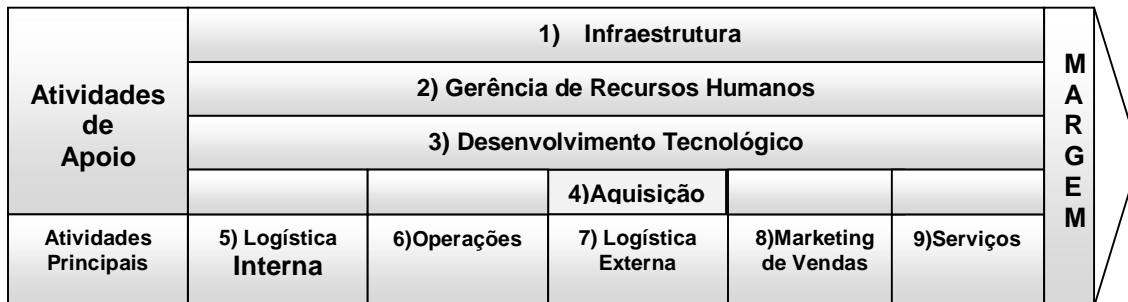 1) Infraestrutura
2) Gerência de Recursos Humanos
3) Desenvolvimento Tecnológico
4)Aquisição
Atividades
de
Apoio
Atividades
Principais
5) Logística
Interna
6)Operações
7) Logística
Externa
8)Marketing
de Vendas
9)Serviços
M
A
R
G
E
M